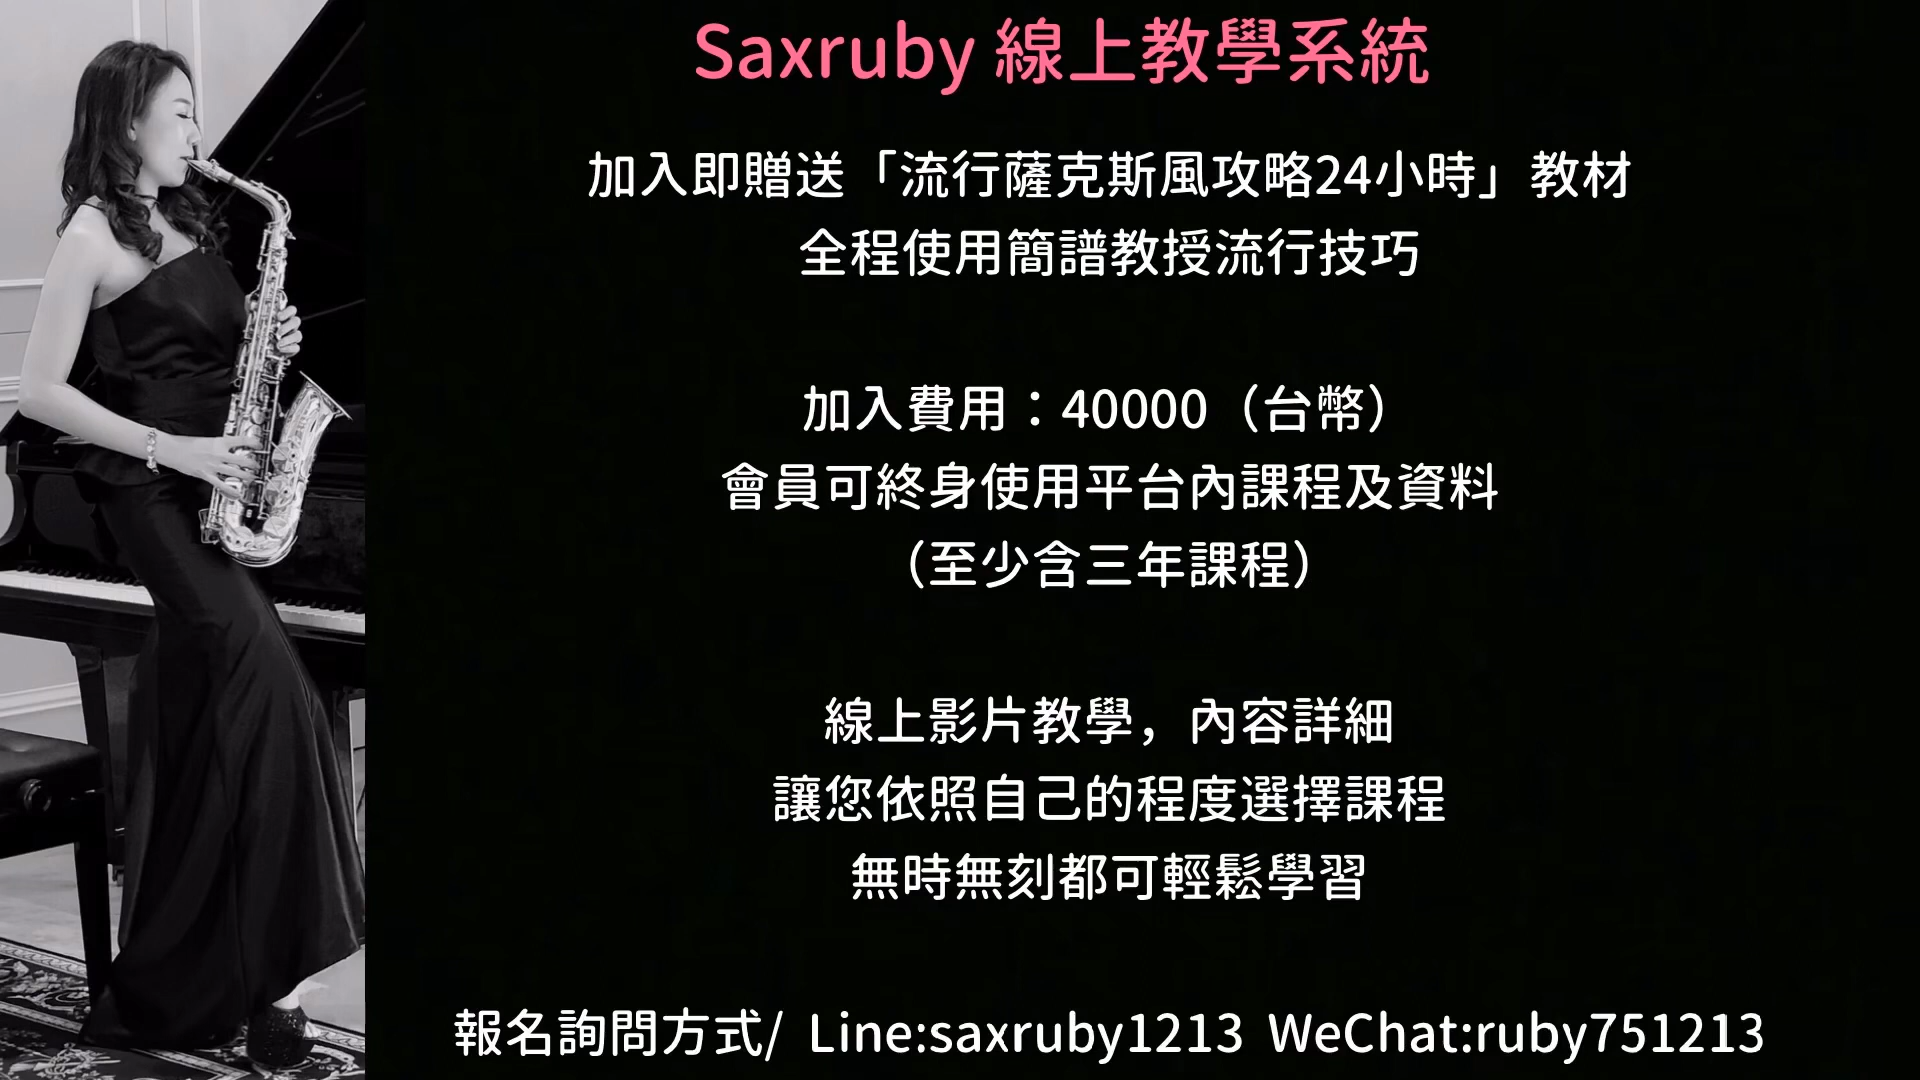 Saxruby 線上教學系統
加入即贈送「流行薩克斯風攻略24小時」教材
全程使用簡譜教授流行技巧
加入費用：40000（台幣）
會員可終身使用平台內課程及資料
（至少含三年課程）
線上影片教學，內容詳細
讓您依照自己的程度選擇課程
無時無刻都可輕鬆學習
報名詢問方式/ Line:saxruby1213 WeChat:ruby751213